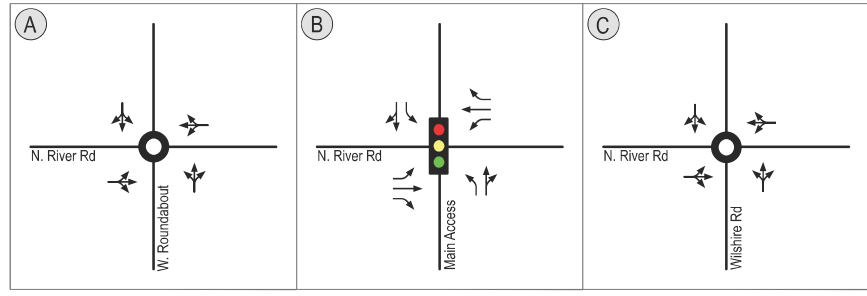 A
N. River Rd
W. Roundabout
B
N. River Rd
Main Access
C
N. River Rd
Wilshire Rd